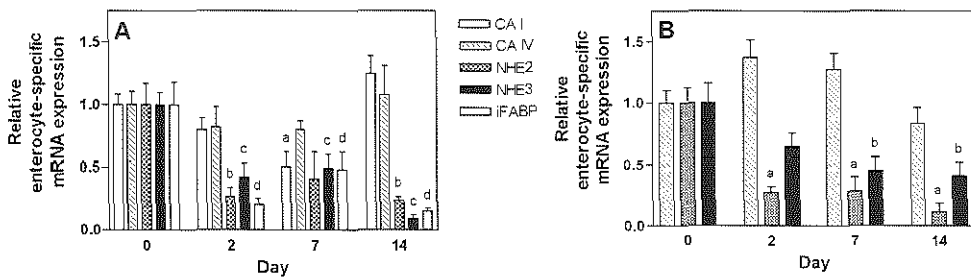 A
Relative
enterocyte-specific
mRNA expression
1.5
1.0
0.5
0.0
a
b
c
d
c
d
b
c
d
0
2
7
14
Day
CA I
CA IV
NHE2
NHE3
iFABP
B
Relative
enterocyte-specific
mRNA expression
1.5
1.0
0.5
0.0
a
a
b
a
b
0
2
7
14
Day